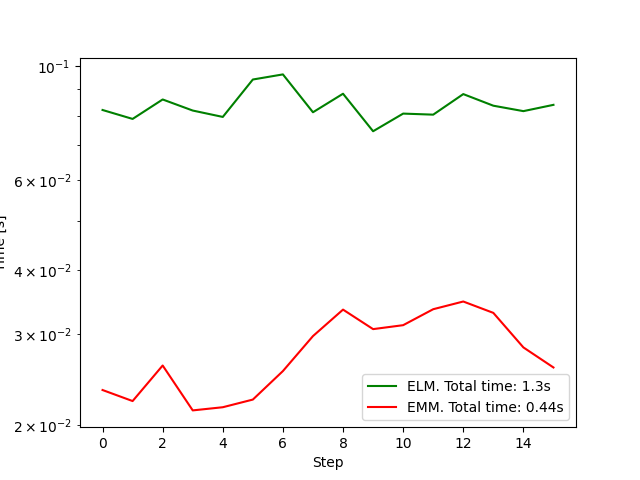 10⁻¹
6 × 10⁻²
4 × 10⁻²
3 × 10⁻²
2 × 10⁻²
Time [s]
ELM. Total time: 1.3s
EMM. Total time: 0.44s
0 2 4 6 8 10 12 14
Step